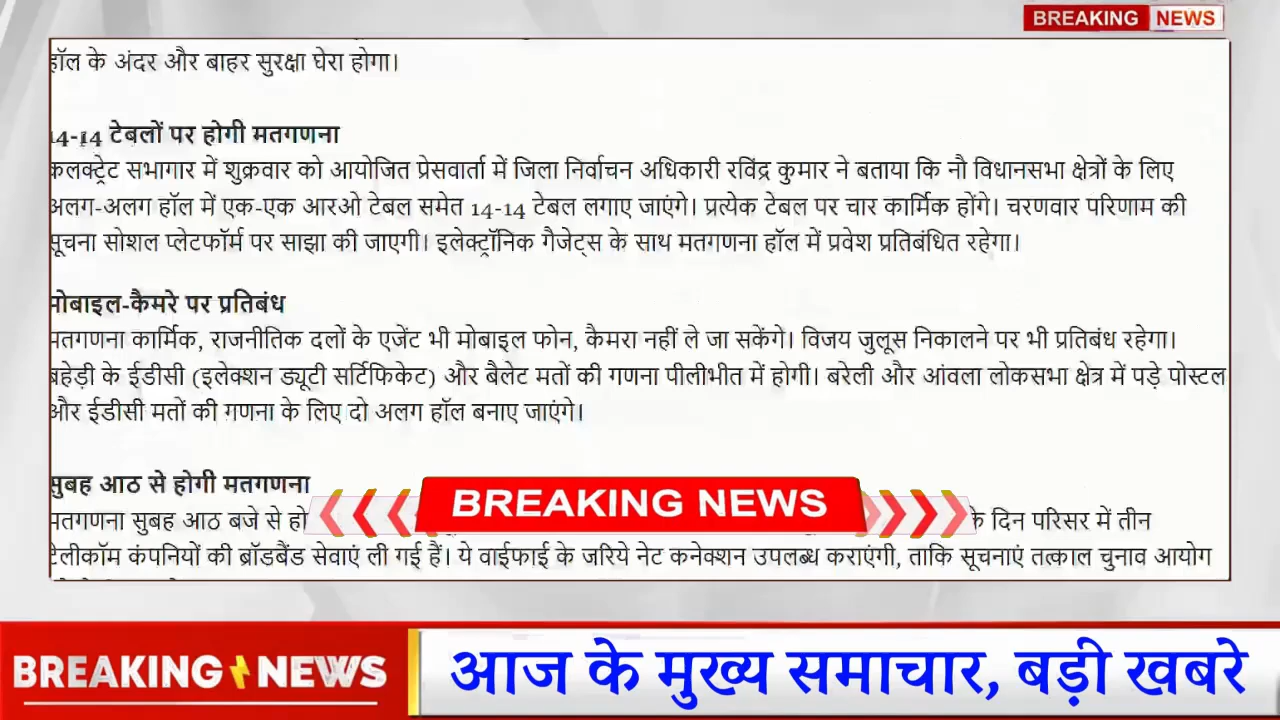 BREAKING NEWS
हॉल के अंदर और बाहर सुरक्षा घेरा होगा।
14-14 टेबलों पर होगी मतगणना
कलक्ट्रेट सभागार में शुक्रवार को आयोजित प्रेसवार्ता में जिला निर्वाचन अधिकारी रविंद्र कुमार ने बताया कि नौ विधानसभा क्षेत्रों के लिए
अलग-अलग हॉल में एक-एक आरओ टेबल समेत 14-14 टेबल लगाए जाएंगे। प्रत्येक टेबल पर चार कार्मिक होंगे। चरणवार परिणाम की
सूचना सोशल प्लेटफॉर्म पर साझा की जाएगी। इलेक्ट्रॉनिक गैजेट्स के साथ मतगणना हॉल में प्रवेश प्रतिबंधित रहेगा।
मोबाइल-कैमरे पर प्रतिबंध
मतगणना कार्मिक, राजनीतिक दलों के एजेंट भी मोबाइल फोन, कैमरा नहीं ले जा सकेंगे। विजय जुलूस निकालने पर भी प्रतिबंध रहेगा।
बहेड़ी के ईडीसी (इलेक्शन ड्यूटी सर्टिफिकेट) और बैलेट मतों की गणना पीलीभीत में होगी। बरेली और आंवला लोकसभा क्षेत्र में पड़े पोस्टल
और ईडीसी मतों की गणना के लिए दो अलग हॉल बनाए जाएंगे।
सुबह आठ से होगी मतगणना
मतगणना सुबह आठ बजे से हो के दिन परिसर में तीन
BREAKING NEWS
टेलीकॉम कंपनियों की ब्रॉडबैंड सेवाएं ली गई हैं। ये वाईफाई के जरिये नेट कनेक्शन उपलब्ध कराएंगी, ताकि सूचनाएं तत्काल चुनाव आयोग
BREAKING NEWS
आज के मुख्य समाचार, बड़ी खबरे